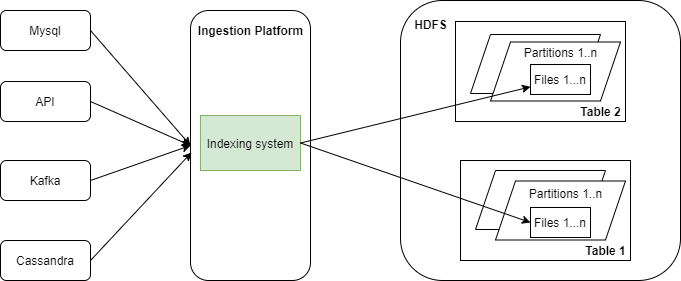 Mysql
API
Kafka
Cassandra
Ingestion Platform
Indexing system
HDFS
Partitions 1..n
Files 1...n
Table 2
Partitions 1..n
Files 1...n
Table 1